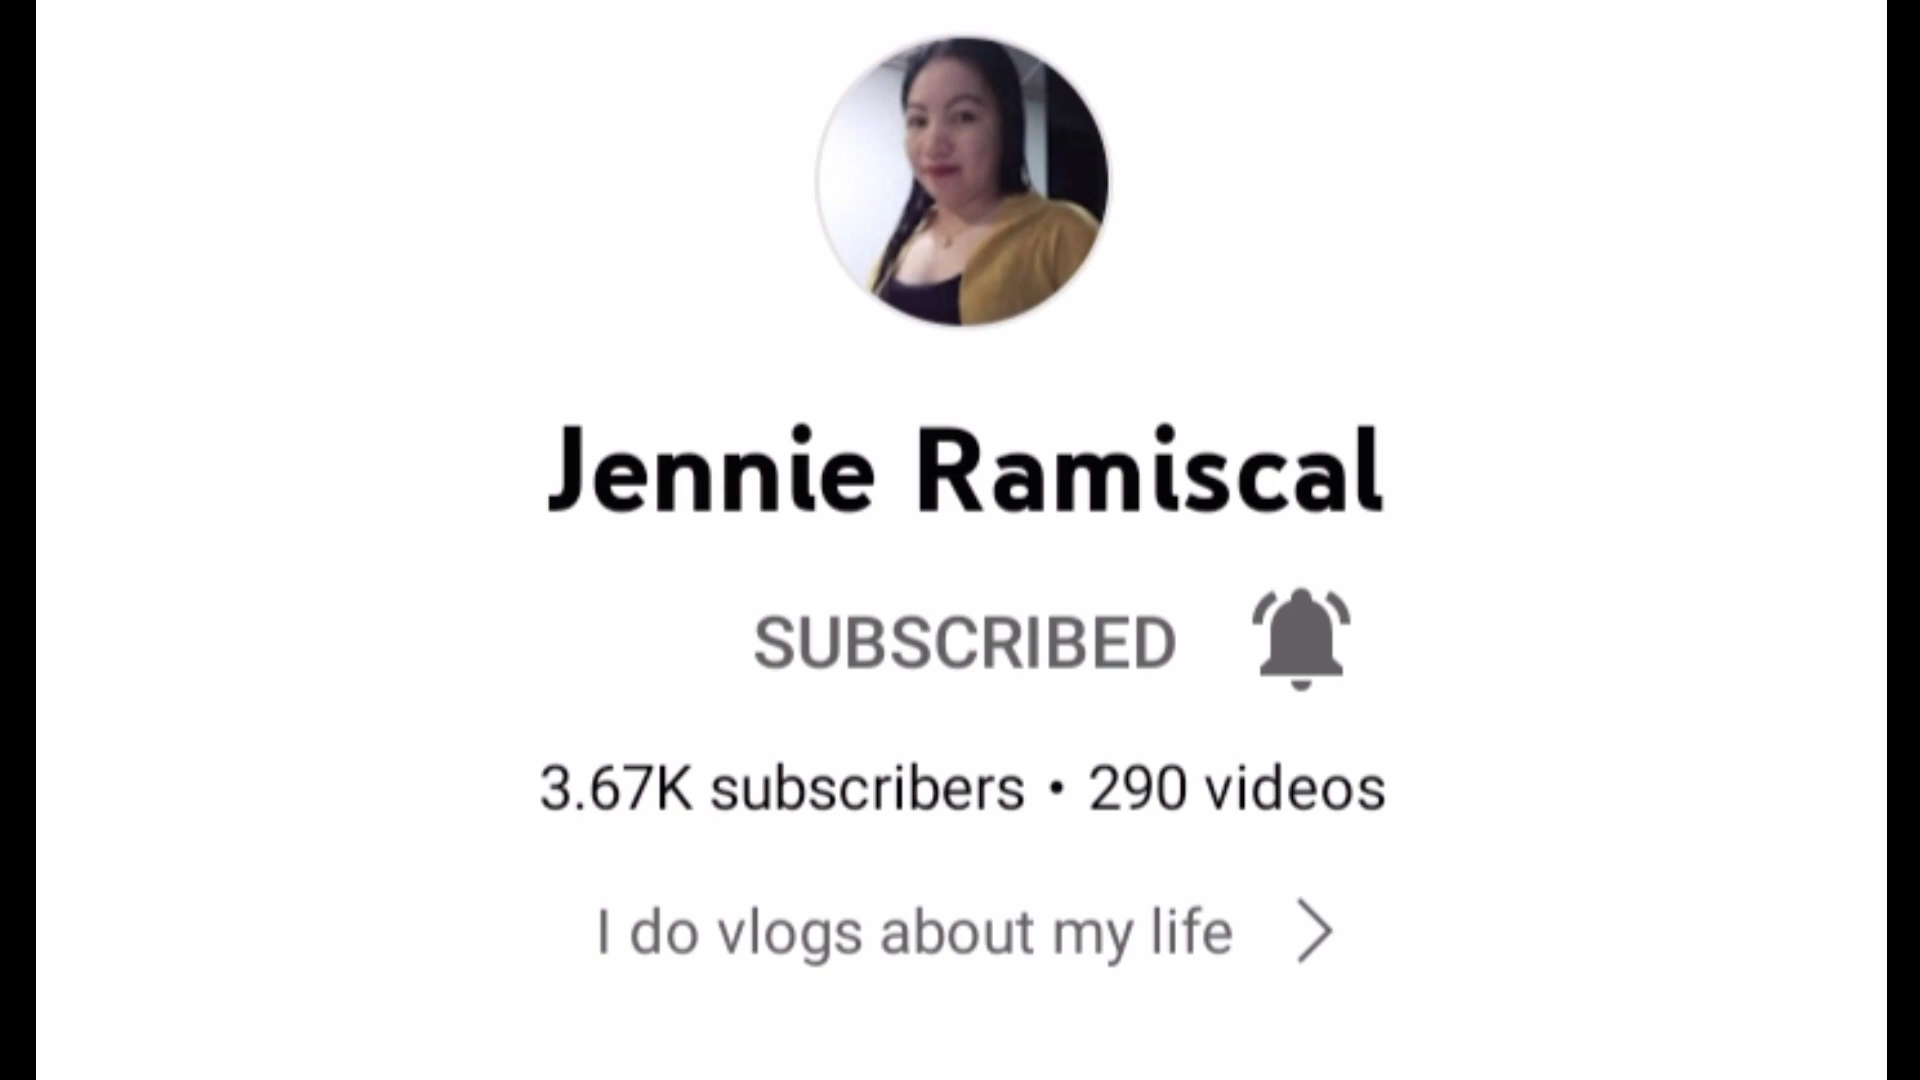 Jennie Ramiscal
SUBSCRIBED
3.67K subscribers • 290 videos
I do vlogs about my life